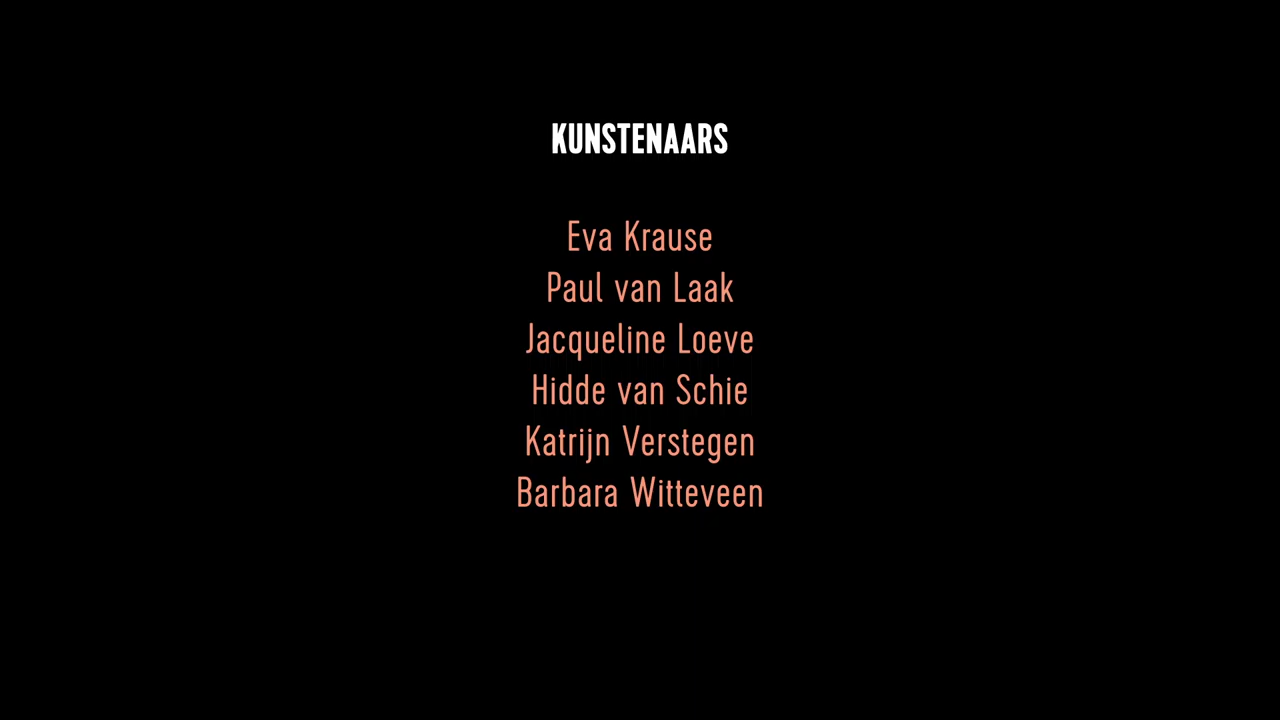 KUNSTENAARS
Eva Krause
Paul van Laak
Jacqueline Loeve
Hidde van Schie
Katrijn Verstegen
Barbara Witteveen